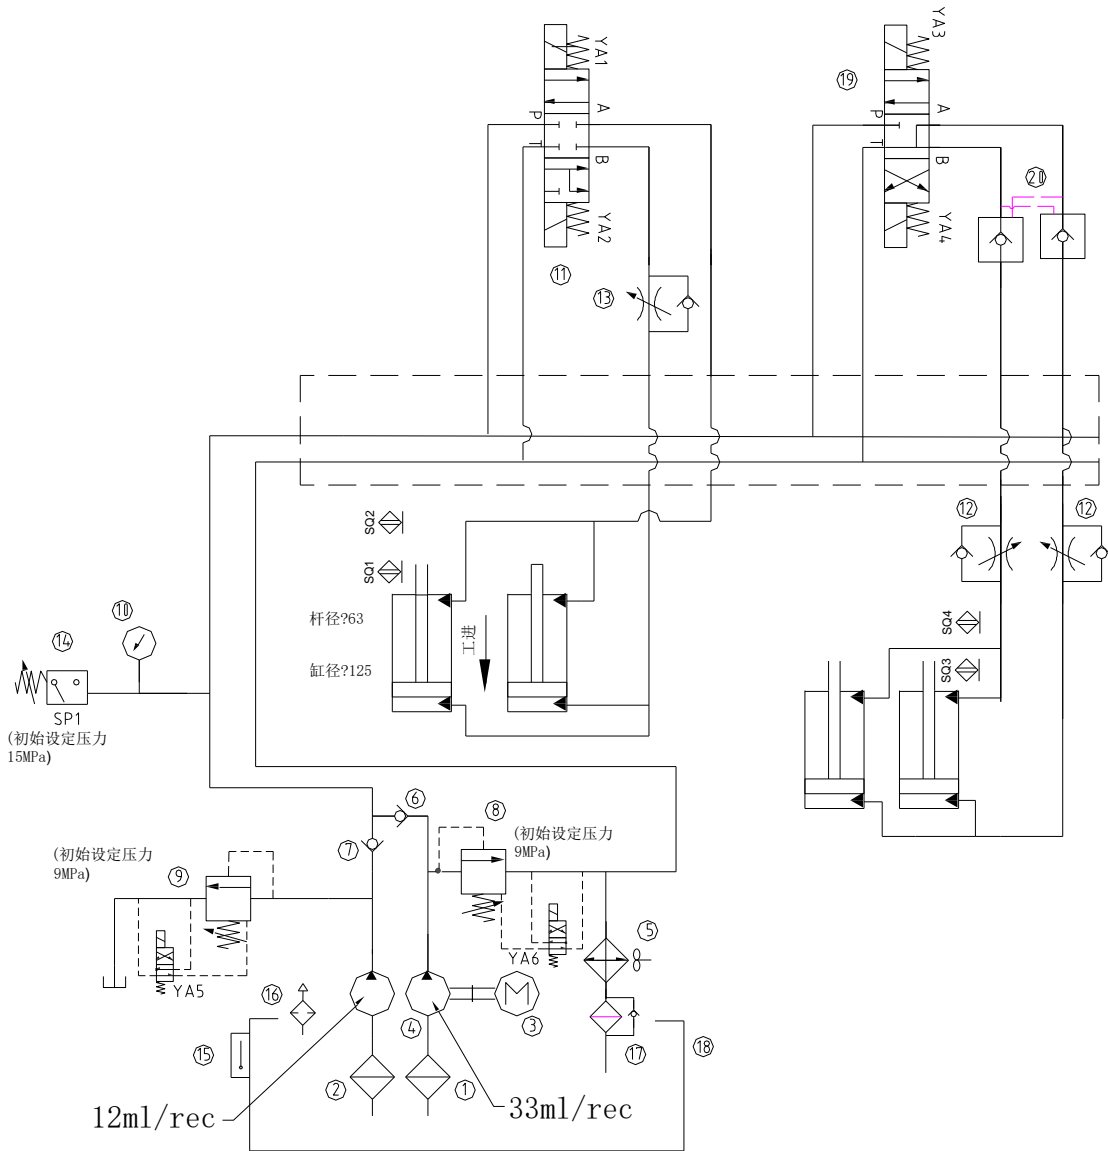 YA1
YA3
19
P
A
T
B
P
A
T
B
20
YA2
YA4
11
13
SQ2
SQ1
12
12
杆径?63
工进
缸径?125
SQ4
SQ3
10
14
SP1
(初始设定压力
15MPa)
6
8
(初始设定压力
9MPa)
7
(初始设定压力
9MPa)
9
5
YA6
YA5
16
M
3
4
15
17
18
2
1
12ml/rec
33ml/rec